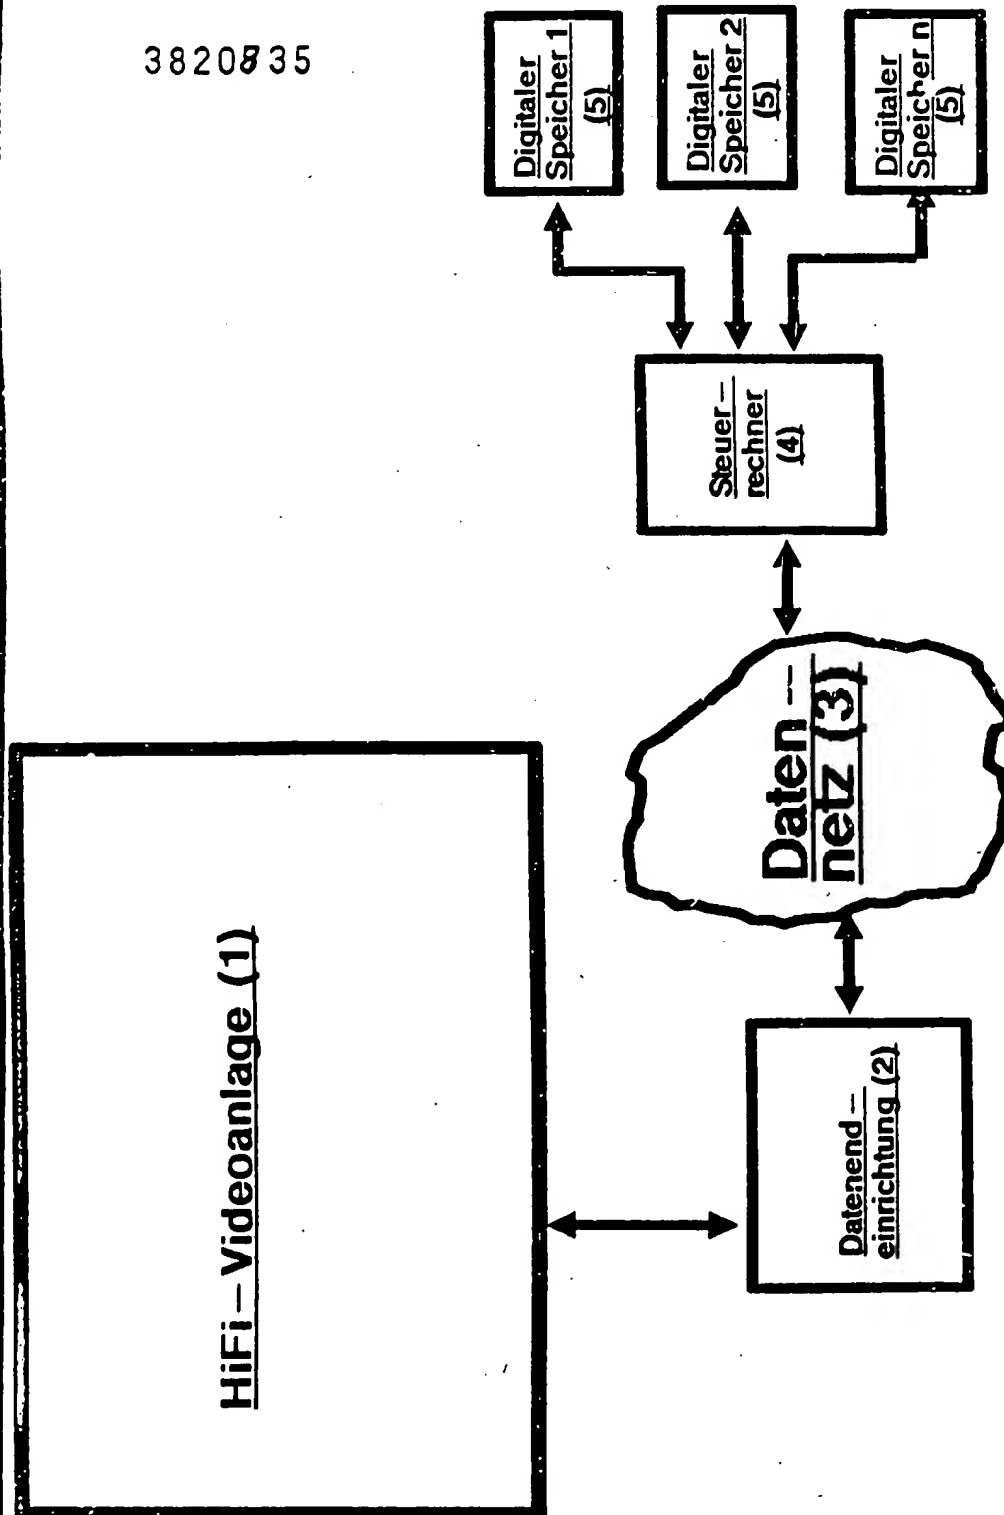 3820835
Digitaler
Speicher 1
(5)
Digitaler
Speicher 2
(5)
Digitaler
Speicher n
(5)
Steuer–
rechner
(4)
Daten–
netz (3)
HiFi–Videoanlage (1)
Datenend–
einrichtung (2)